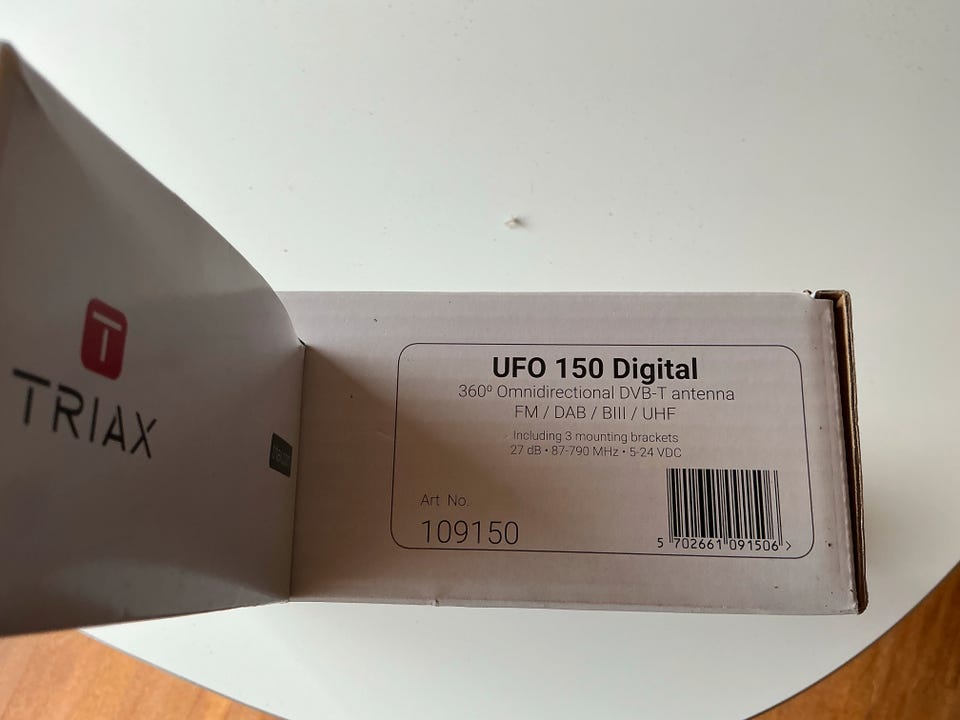 T
TRIAX
UFO 150 Digital
360º Omnidirectional DVB-T antenna
FM / DAB / BIII / UHF
Including 3 mounting brackets
27 dB • 87-790 MHz • 5-24 VDC
Art No.
109150
5 702661 091506 >